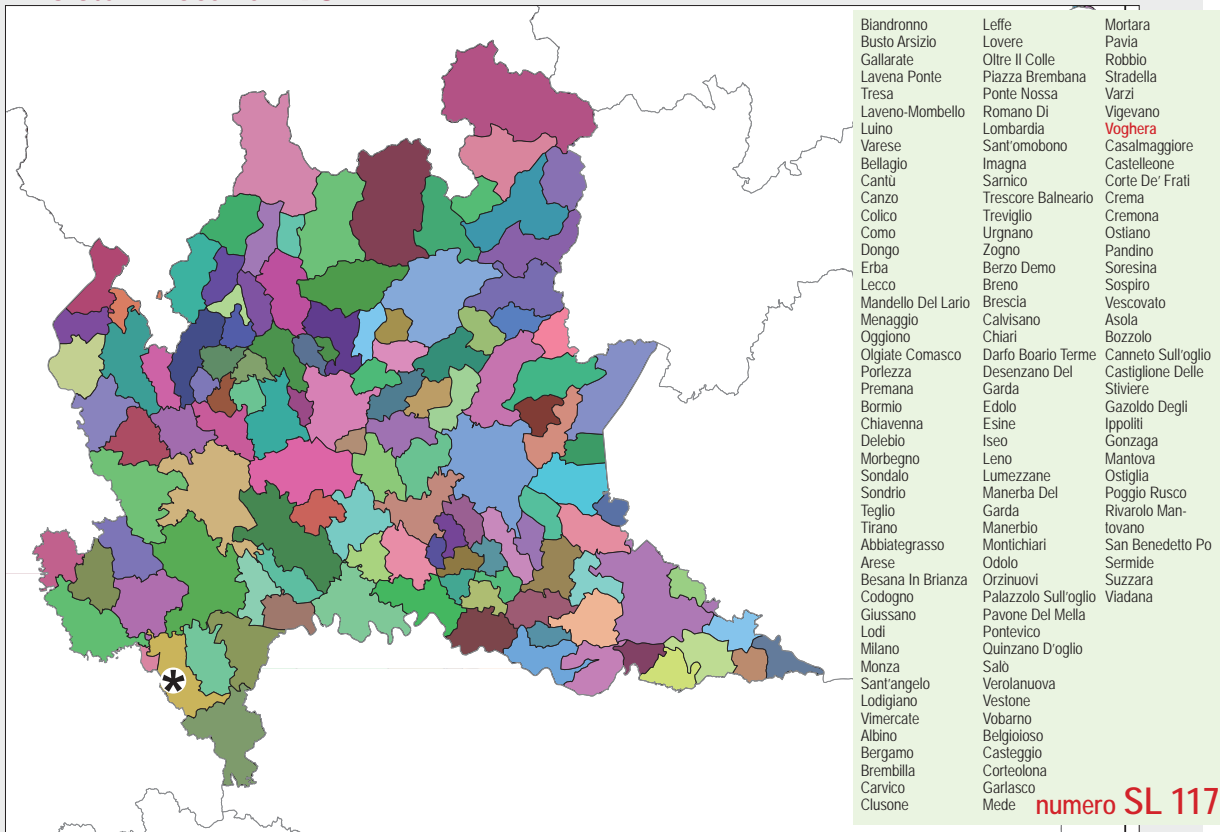 Biandronno
Busto Arsizio
Gallarate
Lavena Ponte
Tresa
Laveno-Mombello
Luino
Varese
Bellagio
Cantù
Canzo
Colico
Como
Dongo
Erba
Lecco
Mandello Del Lario
Menaggio
Oggiono
Olgiate Comasco
Porlezza
Premana
Bormio
Chiavenna
Delebio
Morbegno
Sondalo
Sondrio
Teglio
Tirano
Abbiategrasso
Arese
Besana In Brianza
Codogno
Giussano
Lodi
Milano
Monza
Sant'angelo
Lodigiano
Vimercate
Albino
Bergamo
Brembilla
Carvico
Clusone
Leffe
Lovere
Oltre Il Colle
Piazza Brembana
Ponte Nossa
Romano Di
Lombardia
Sant'omobono
Imagna
Sarnico
Trescore Balneario
Treviglio
Urgnano
Zogno
Berzo Demo
Breno
Brescia
Calvisano
Chiari
Darfo Boario Terme
Desenzano Del
Garda
Edolo
Esine
Iseo
Leno
Lumezzane
Manerba Del
Garda
Manerbio
Montichiari
Odolo
Orzinuovi
Palazzolo Sull'oglio
Pavone Del Mella
Pontevico
Quinzano D'oglio
Salò
Verolanuova
Vestone
Vobarno
Belgioioso
Casteggio
Corteolona
Garlasco
Mede
Mortara
Pavia
Robbio
Stradella
Varzi
Vigevano
Voghera
Casalmaggiore
Castelleone
Corte De' Frati
Crema
Cremona
Ostiano
Pandino
Soresina
Sospiro
Vescovato
Asola
Bozzolo
Canneto Sull'oglio
Castiglione Delle
Stiviere
Gazoldo Degli
Ippoliti
Gonzaga
Mantova
Ostiglia
Poggio Rusco
Rivarolo Man-
tovano
San Benedetto Po
Sermide
Suzzara
Viadana
numero SL 117
*